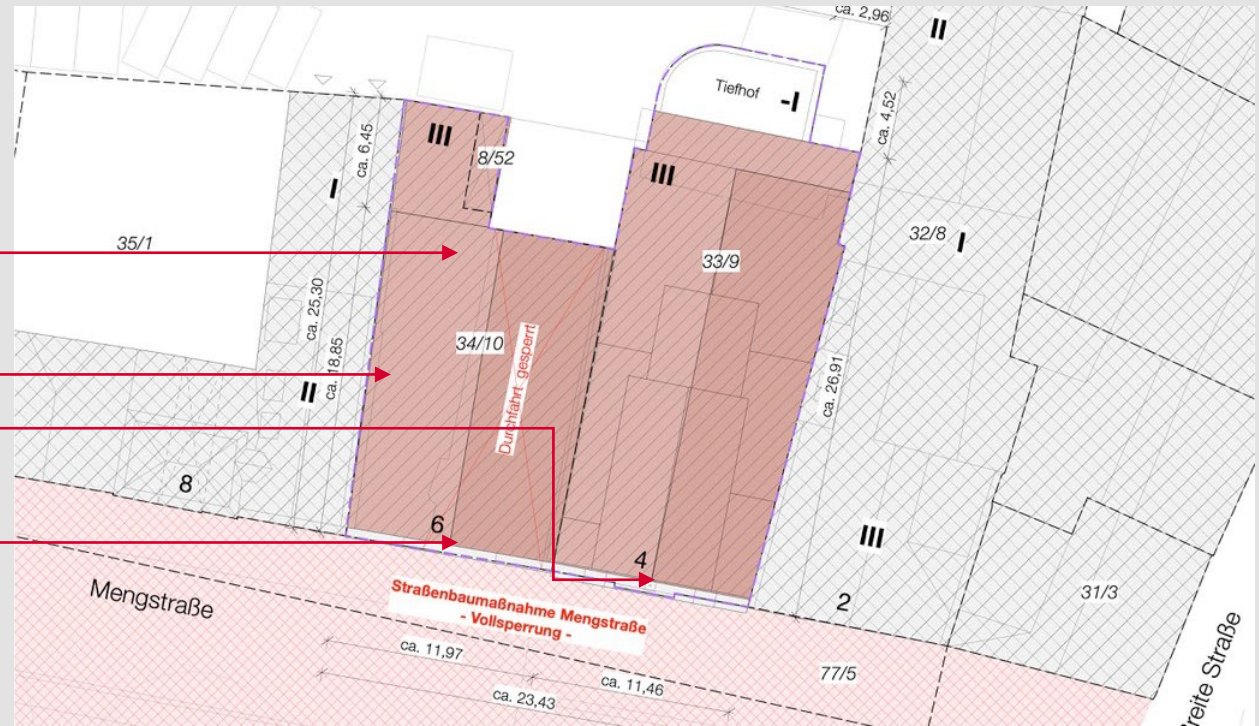 ca. 2,96
II
Tiefhof
-I
ca. 4,52
III
ca. 6,45
8/52
I
III
35/1
32/8
I
33/9
ca. 25,30
34/10
Durchfahrt gesperrt
ca. 18,85
II
ca. 26,91
8
6
4
III
2
31/3
Mengstraße
Straßenbaumaßnahme Mengstraße
- Vollsperrung -
ca. 11,97
ca. 11,46
77/5
ca. 23,43
reite Straße